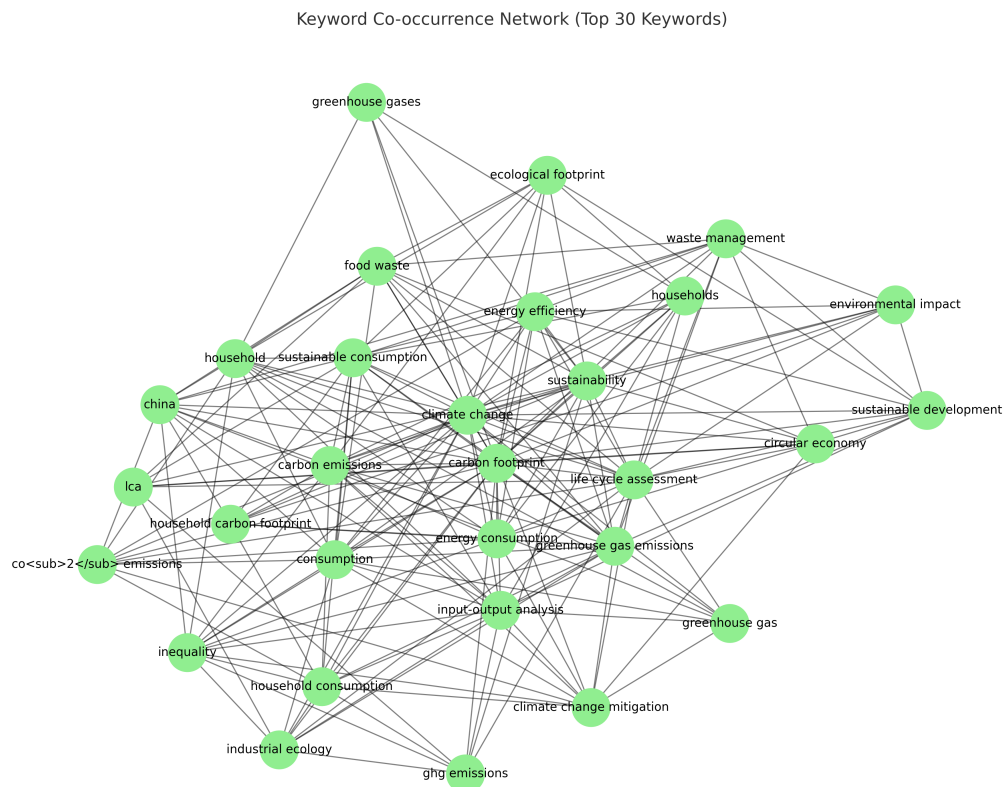 Keyword Co-occurrence Network (Top 30 Keywords)
greenhouse gases
ecological footprint
waste management
food waste
households
environmental impact
energy efficiency
household
sustainable consumption
sustainability
china
climate change
sustainable development
circular economy
carbon emissions
carbon footprint
life cycle assessment
lca
household carbon footprint
energy consumption
greenhouse gas emissions
consumption
co<sub>2</sub> emissions
input-output analysis
greenhouse gas
inequality
household consumption
climate change mitigation
industrial ecology
ghg emissions